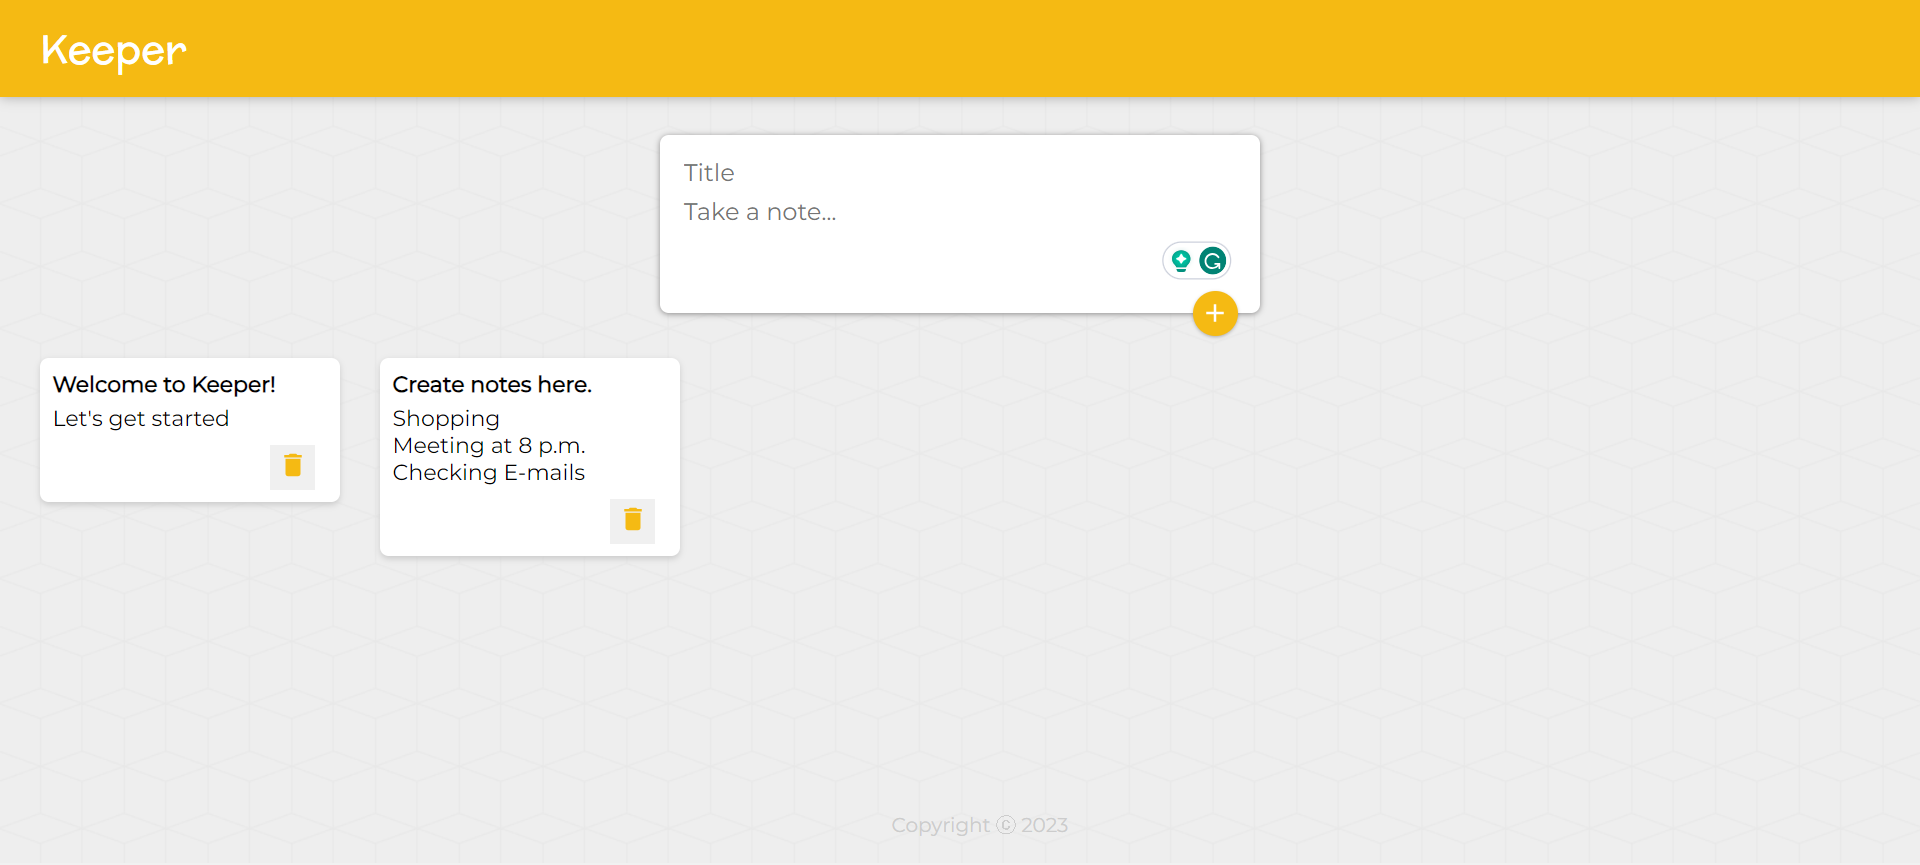 Keeper
Title
Take a note...
Welcome to Keeper!
Let's get started
Create notes here.
Shopping
Meeting at 8 p.m.
Checking E-mails
Copyright ⓒ 2023